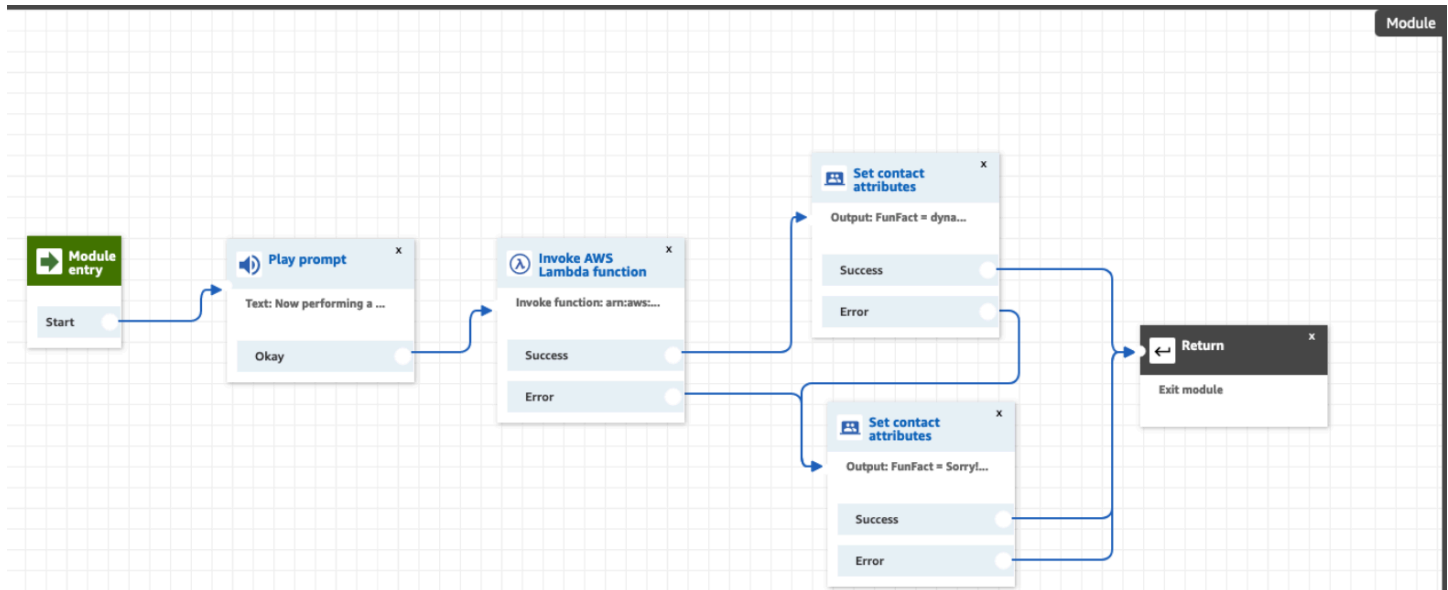 Module
Module
entry
Start
x
Play prompt
Text: Now performing a ...
Okay
x
Invoke AWS
Lambda function
Invoke function: arn:aws:...
Success
Error
x
Set contact
attributes
Output: FunFact = dyna...
Success
Error
x
Set contact
attributes
Output: FunFact = Sorry!...
Success
Error
x
Return
Exit module